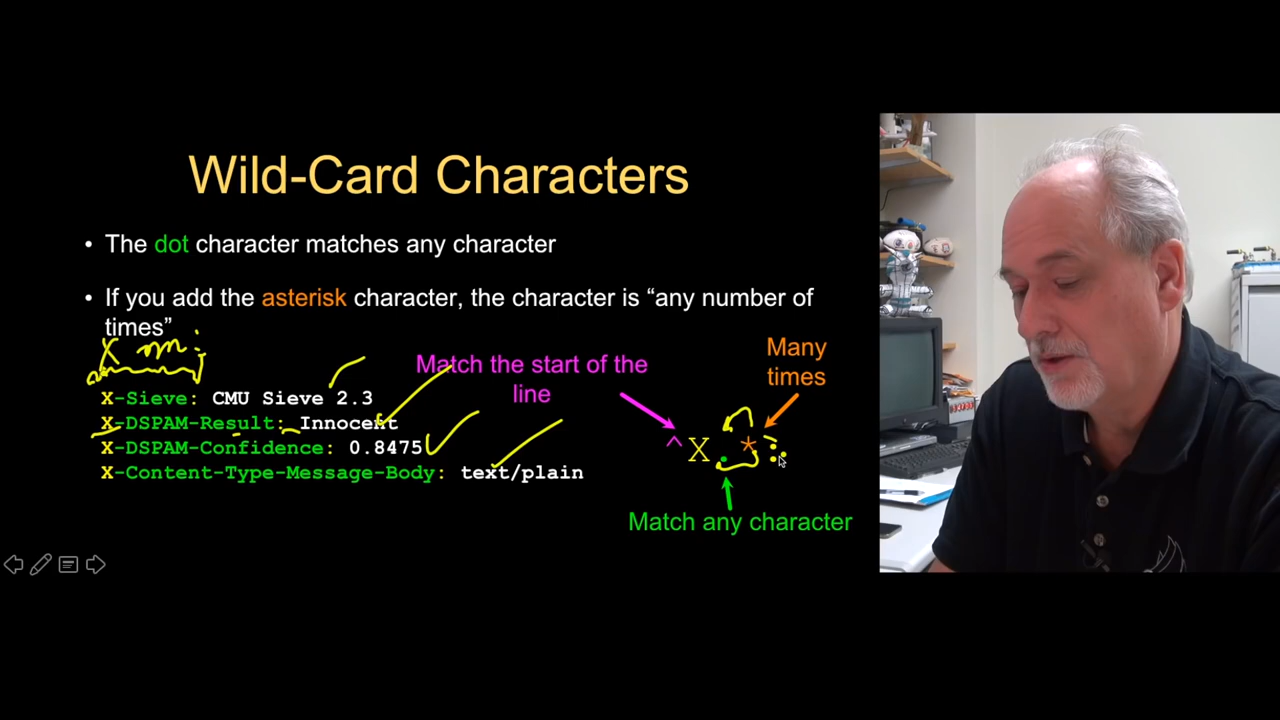 Wild-Card Characters
• The dot character matches any character
• If you add the asterisk character, the character is “any number of
times”
X-Sieve: CMU Sieve 2.3
X-DSPAM-Result: Innocent
X-DSPAM-Confidence: 0.8475
X-Content-Type-Message-Body: text/plain
Match the start of the
line
Many
times
^X.*:
Match any character